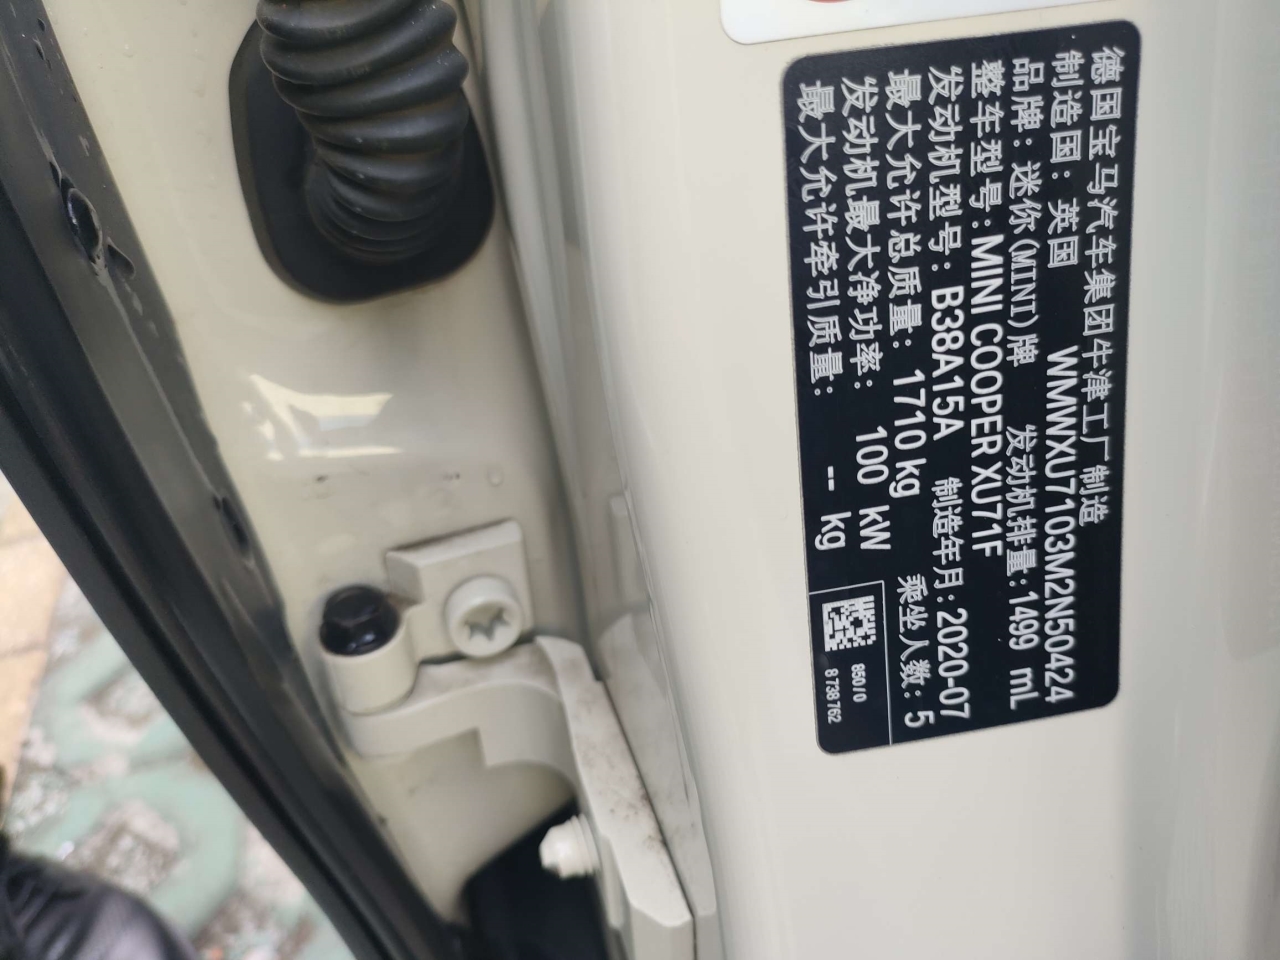 德国宝马汽车集团牛津工厂制造
制造国：英国 WMWXU7103M2N50424
品牌：迷你(MINI)牌 发动机排量：1499 mL
整车型号：MINI COOPER XU71F
发动机型号：B38A15A 制造年月：2020-07
最大允许总质量：1710 kg 乘坐人数：5
发动机最大净功率：100 kW
最大允许牵引质量：-- kg
850/0
8 738 762